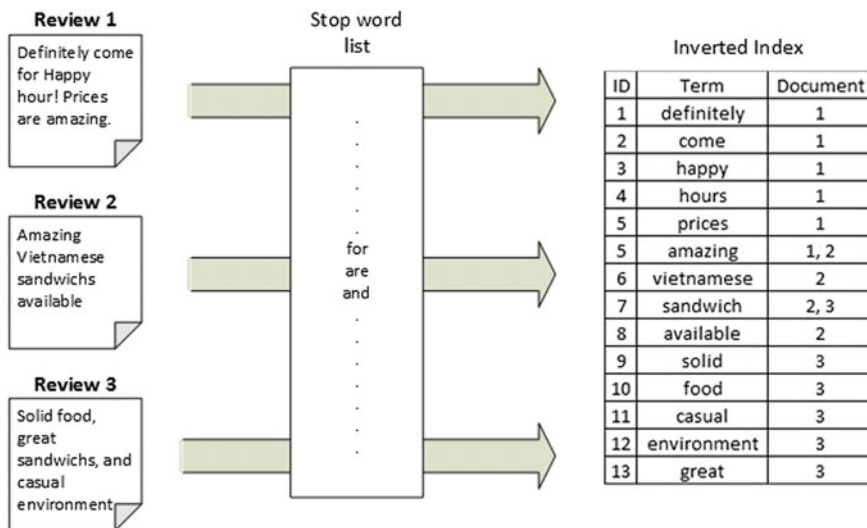 Review 1
Definitely come
for Happy
hour! Prices
are amazing.
Review 2
Amazing
Vietnamese
sandwichs
available
Review 3
Solid food,
great
sandwichs, and
casual
environment
Stop word
list
for
are
and
Inverted Index
ID Term Document
1 definitely 1
2 come 1
3 happy 1
4 hours 1
5 prices 1
5 amazing 1, 2
6 vietnamese 2
7 sandwich 2, 3
8 available 2
9 solid 3
10 food 3
11 casual 3
12 environment 3
13 great 3